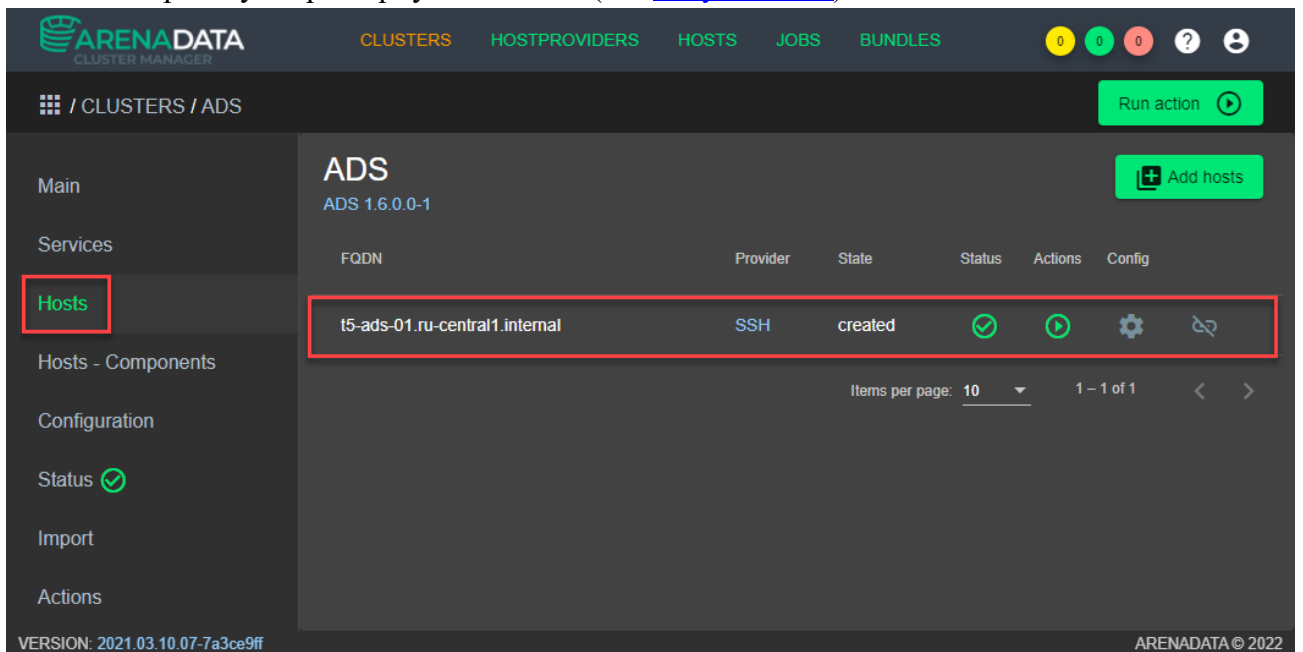 ARENADATA
CLUSTER MANAGER
CLUSTERS HOSTPROVIDERS HOSTS JOBS BUNDLES 0 0 0 ?
/ CLUSTERS / ADS
Run action
Main
Services
Hosts
Hosts - Components
Configuration
Status
Import
Actions
ADS
ADS 1.6.0.0-1
Add hosts
FQDN Provider State Status Actions Config
t5-ads-01.ru-central1.internal SSH created
Items per page: 10 1 – 1 of 1
VERSION: 2021.03.10.07-7a3ce9ff
ARENADATA © 2022